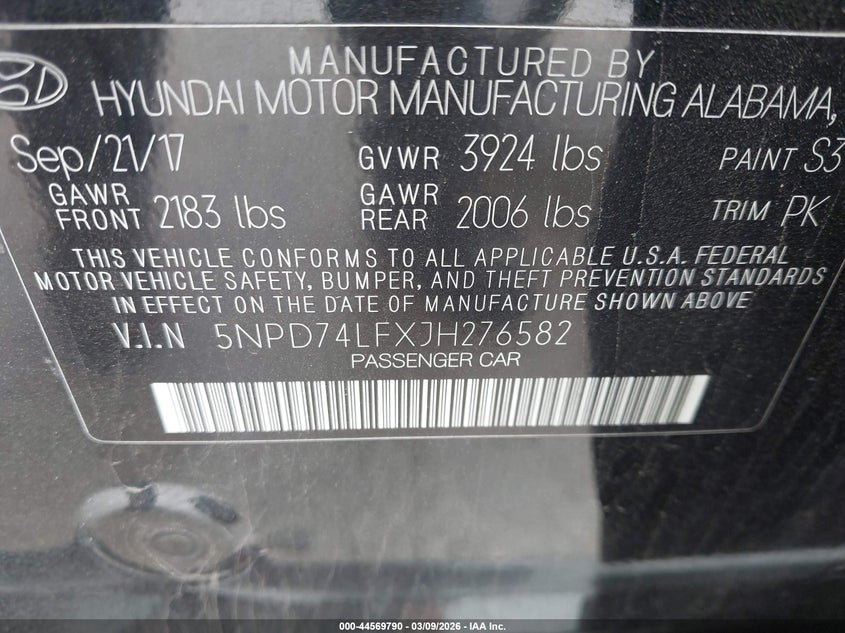 MANUFACTURED BY
HYUNDAI MOTOR MANUFACTURING ALABAMA,
Sep/21/17 GVWR 3924 lbs PAINT S3
GAWR FRONT 2183 lbs GAWR REAR 2006 lbs TRIM PK
THIS VEHICLE CONFORMS TO ALL APPLICABLE U.S.A. FEDERAL
MOTOR VEHICLE SAFETY, BUMPER, AND THEFT PREVENTION STANDARDS
IN EFFECT ON THE DATE OF MANUFACTURE SHOWN ABOVE
V.I.N 5NPD74LFXJH276582
PASSENGER CAR
000-44569790 — 03/09/2026 — IAA Inc.